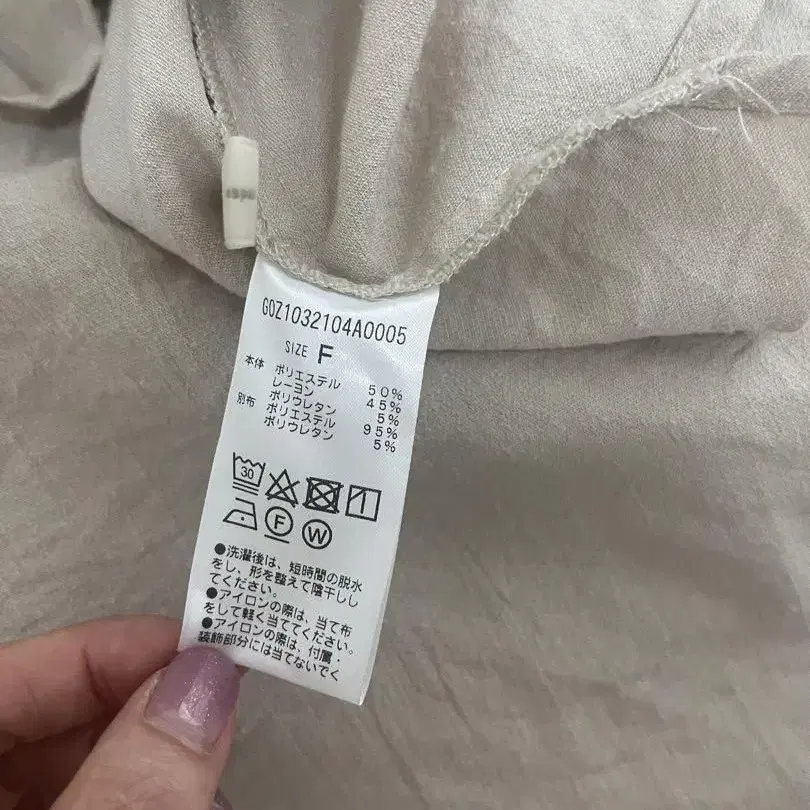 G0Z1032104A0005
SIZE F
本体 ポリエステル 50%
レーヨン 45%
ポリウレタン 5%
別布 ポリエステル 95%
ポリウレタン 5%
30
F W
●洗濯後は、短時間の脱水
をし、形を整えて陰干しし
てください。
●アイロンの際は、当て布
をして軽く当ててください。
●アイロンの際は、付属・
装飾部分には当てないでく